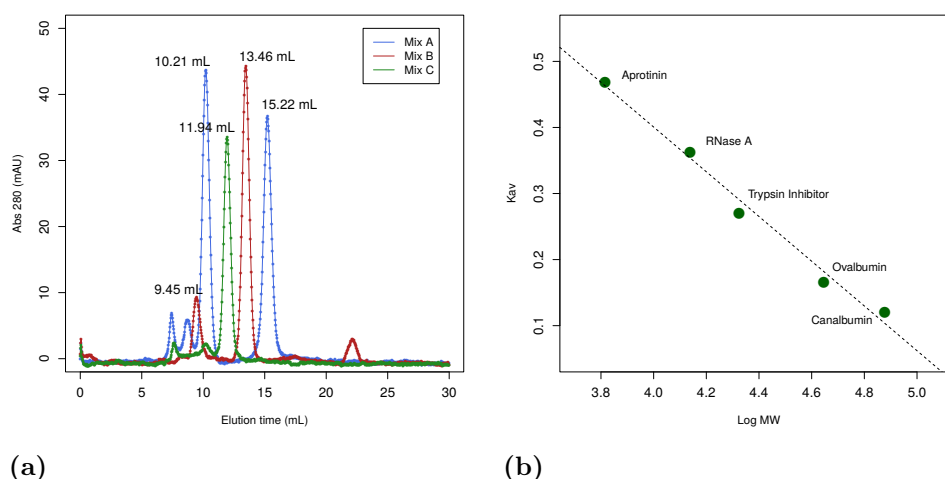 50
40
30
20
10
0
Abs 280 (mAU)
10.21 mL
13.46 mL
15.22 mL
11.94 mL
9.45 mL
Mix A
Mix B
Mix C
0 5 10 15 20 25 30
Elution time (mL)
(a)
0.5
0.4
0.3
0.2
0.1
Kav
Aprotinin
RNase A
Trypsin Inhibitor
Ovalbumin
Canalbumin
3.8 4.0 4.2 4.4 4.6 4.8 5.0
Log MW
(b)